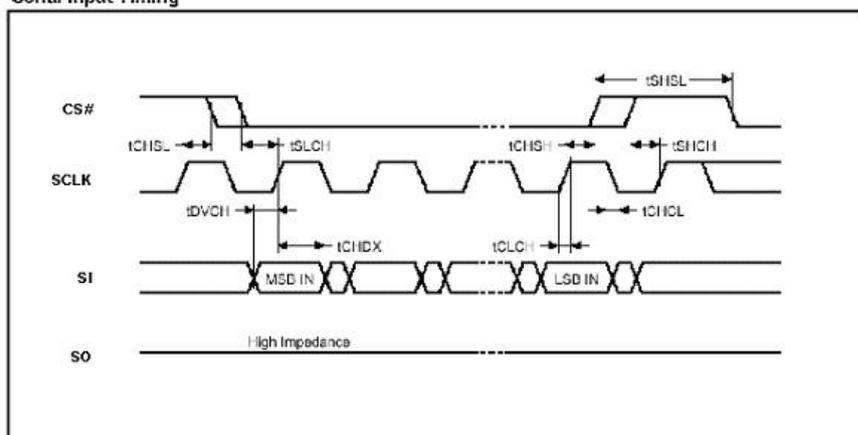 Serial Input Timing
tSHSL
CS#
tCHSL
tSLCH
tCHSH
tSHCH
SCLK
tDVCH
tCHCL
tCHDX
tCLCH
SI
MSB IN
LSB IN
High Impedance
SO